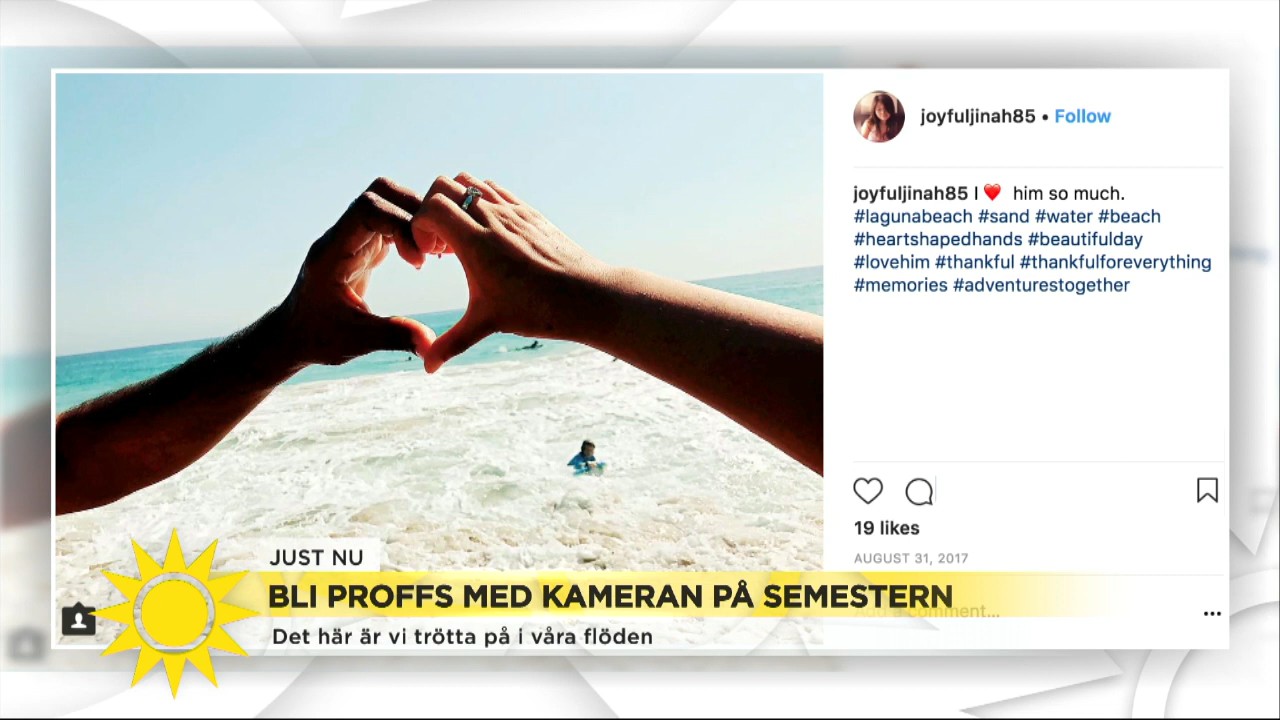 joyfuljinah85 • Follow
joyfuljinah85 I ❤️ him so much.
#lagunabeach #sand #water #beach
#heartshapedhands #beautifulday
#lovehim #thankful #thankfulforeverything
#memories #adventurestogether
19 likes
AUGUST 31, 2017
Add a comment...
JUST NU
BLI PROFFS MED KAMERAN PÅ SEMESTERN
Det här är vi trötta på i våra flöden